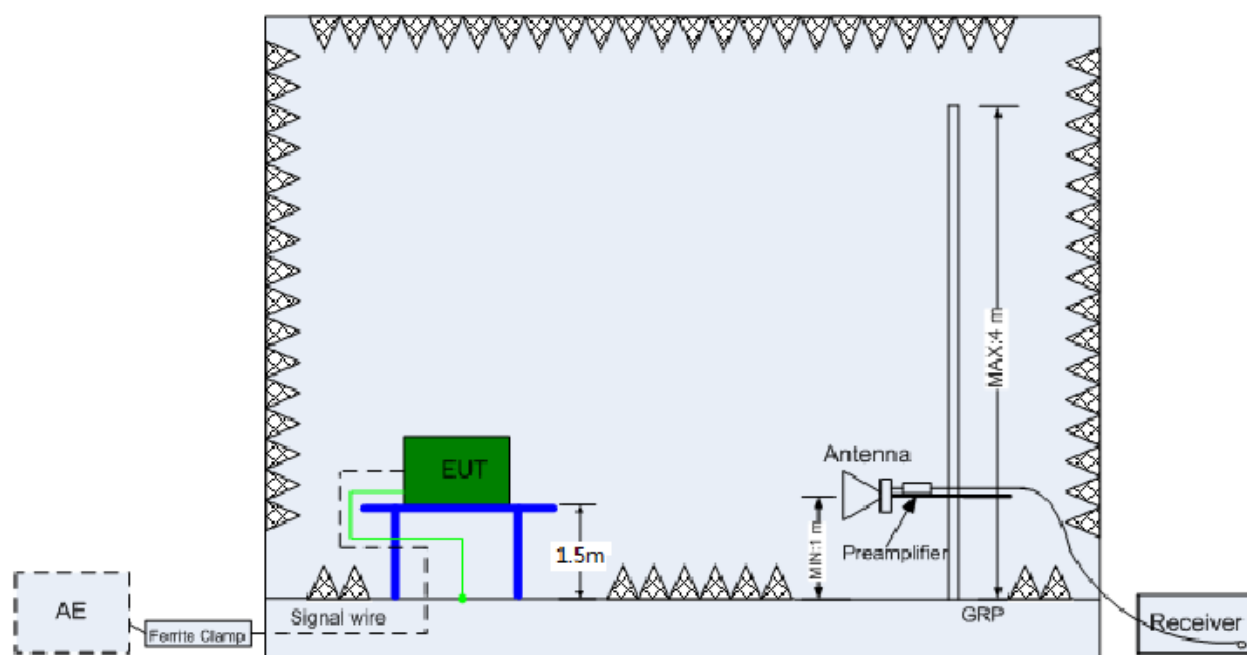 MAX:4 m
EUT
Antenna
MIN:1 m
Preamplifier
1.5m
AE
Ferrite Clamp
Signal wire
GRP
Receiver